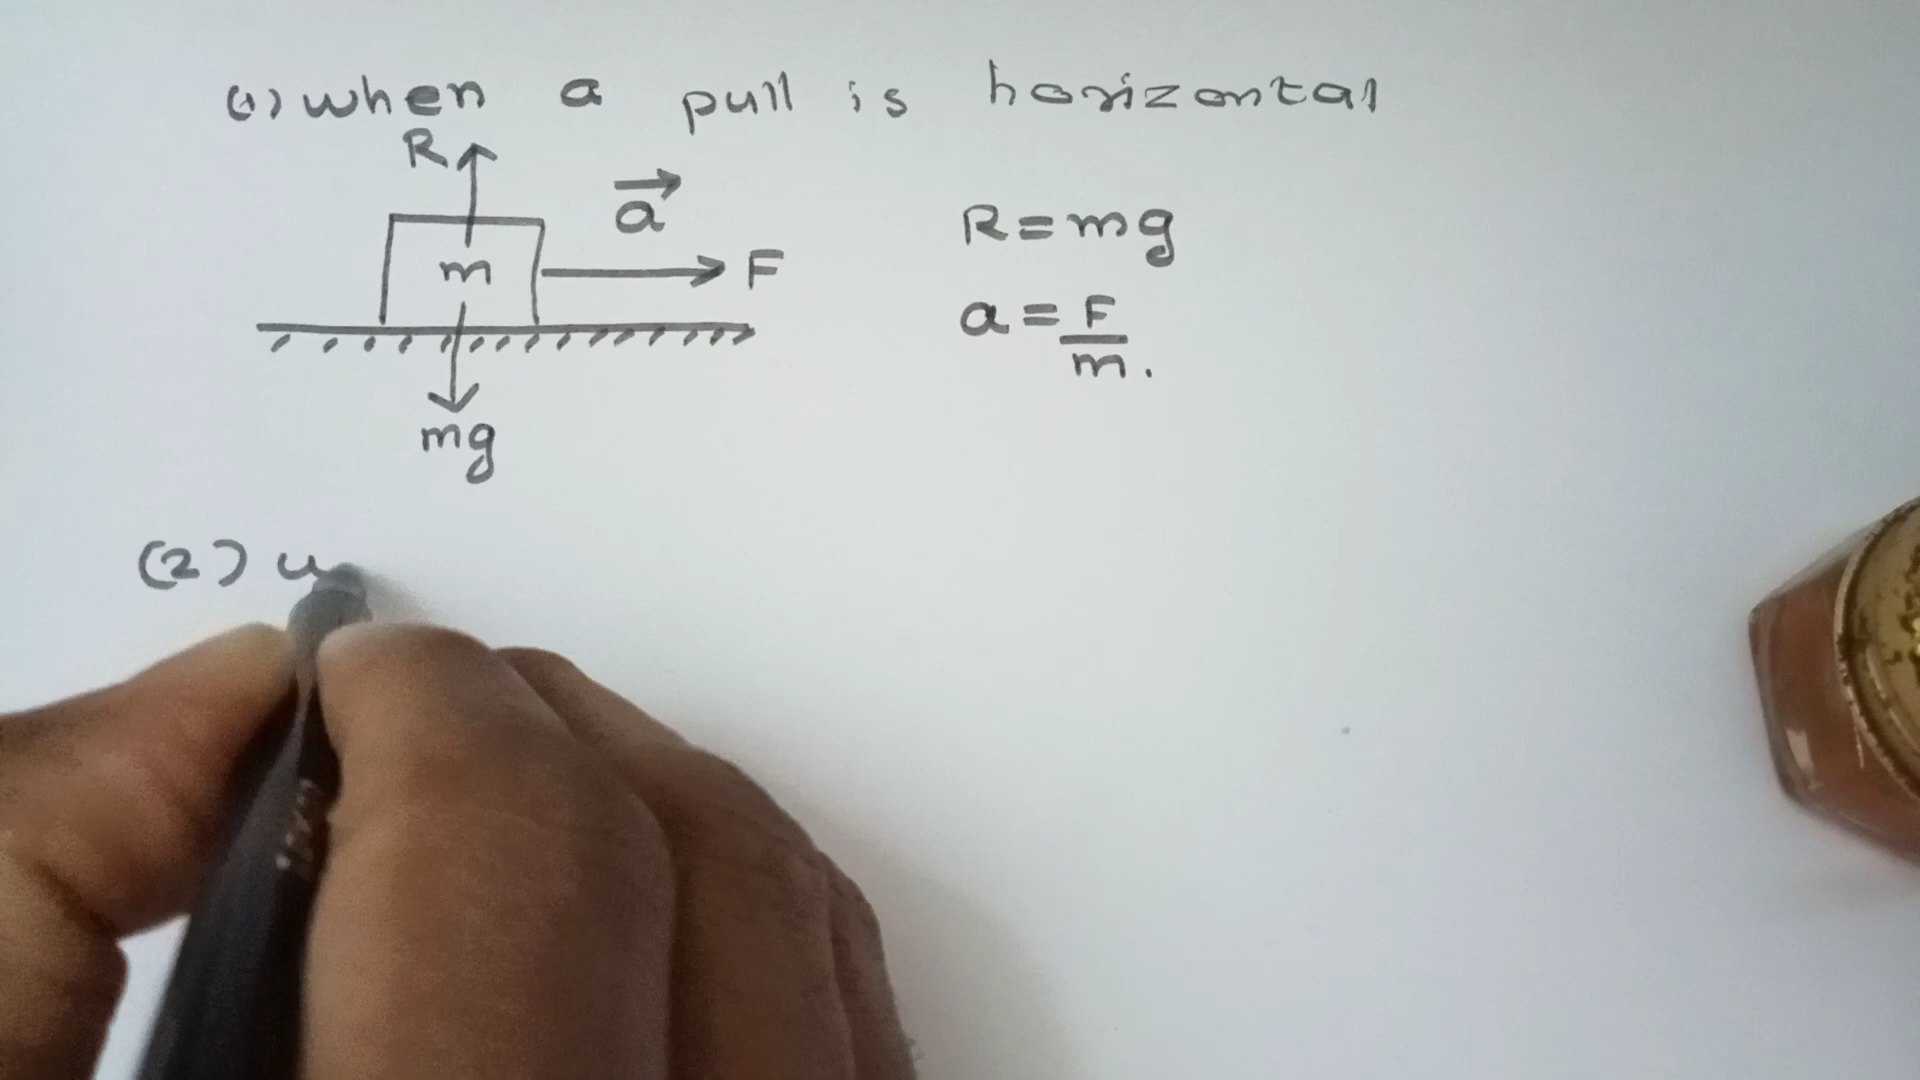 (1) when a pull is horizontal
R
a
m
F
mg
R=mg
a=F/m.
(2) w